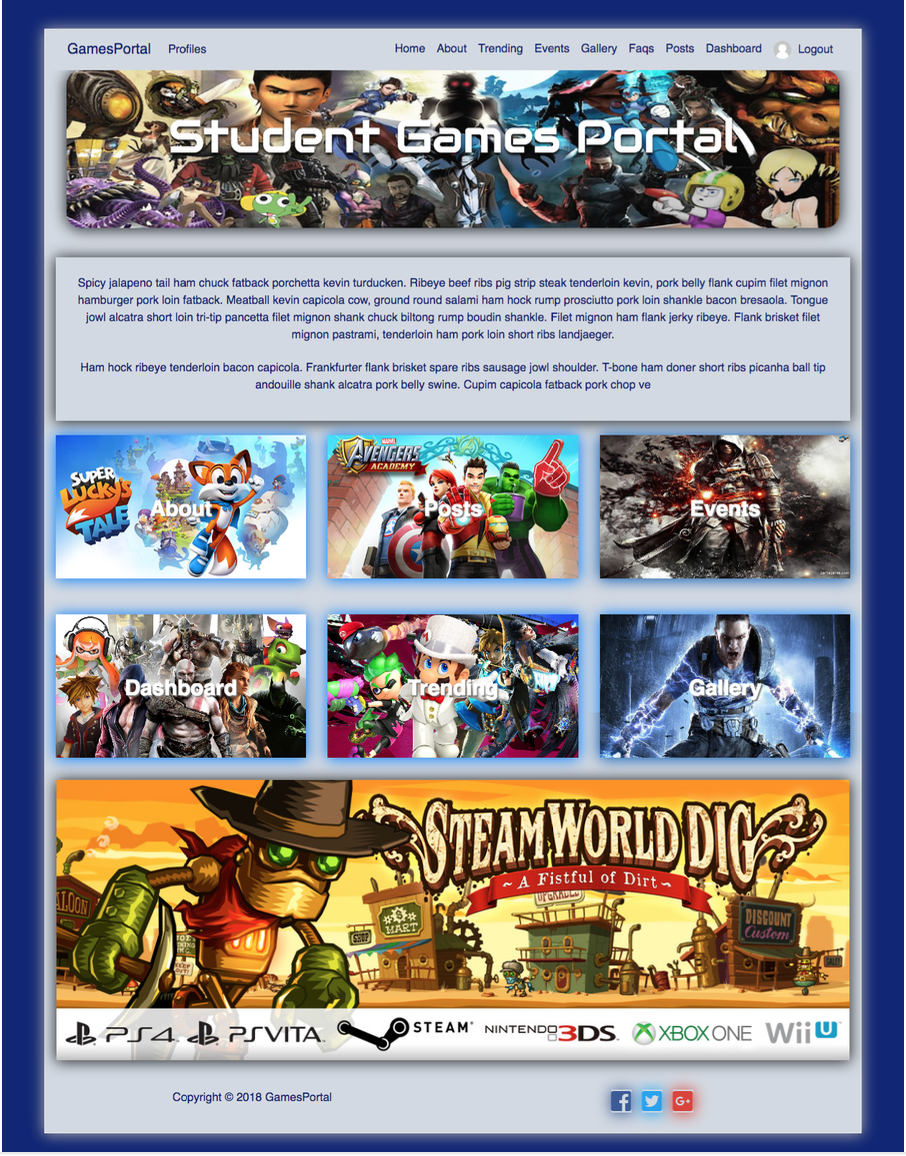 GamesPortal Profiles Home About Trending Events Gallery Faqs Posts Dashboard Logout
Student Games Portal
Spicy jalapeno tail ham chuck fatback porchetta kevin turducken. Ribeye beef ribs pig strip steak tenderloin kevin, pork belly flank cupim filet mignon
hamburger pork loin fatback. Meatball kevin capicola cow, ground round salami ham hock rump prosciutto pork loin shankle bacon bresaola. Tongue
jowl alcatra short loin tri-tip pancetta filet mignon shank chuck biltong rump boudin shankle. Filet mignon ham flank jerky ribeye. Flank brisket filet
mignon pastrami, tenderloin ham pork loin short ribs landjaeger.
Ham hock ribeye tenderloin bacon capicola. Frankfurter flank brisket spare ribs sausage jowl shoulder. T-bone ham doner short ribs picanha ball tip
andouille shank alcatra pork belly swine. Cupim capicola fatback pork chop ve
SUPER
LUCKY'S
TALE
About
MARVEL
AVENGERS
ACADEMY
Posts
Events
Dashboard
Trending
Gallery
STEAMWORLD DIG
~ A Fistful of Dirt ~
UPGRADES
SALOON
SHOP
MART
DISCOUNT
Custom
KEEP
OUT!
PS4 PSVITA STEAM NINTENDO 3DS XBOX ONE Wii U
Copyright © 2018 GamesPortal
f G+